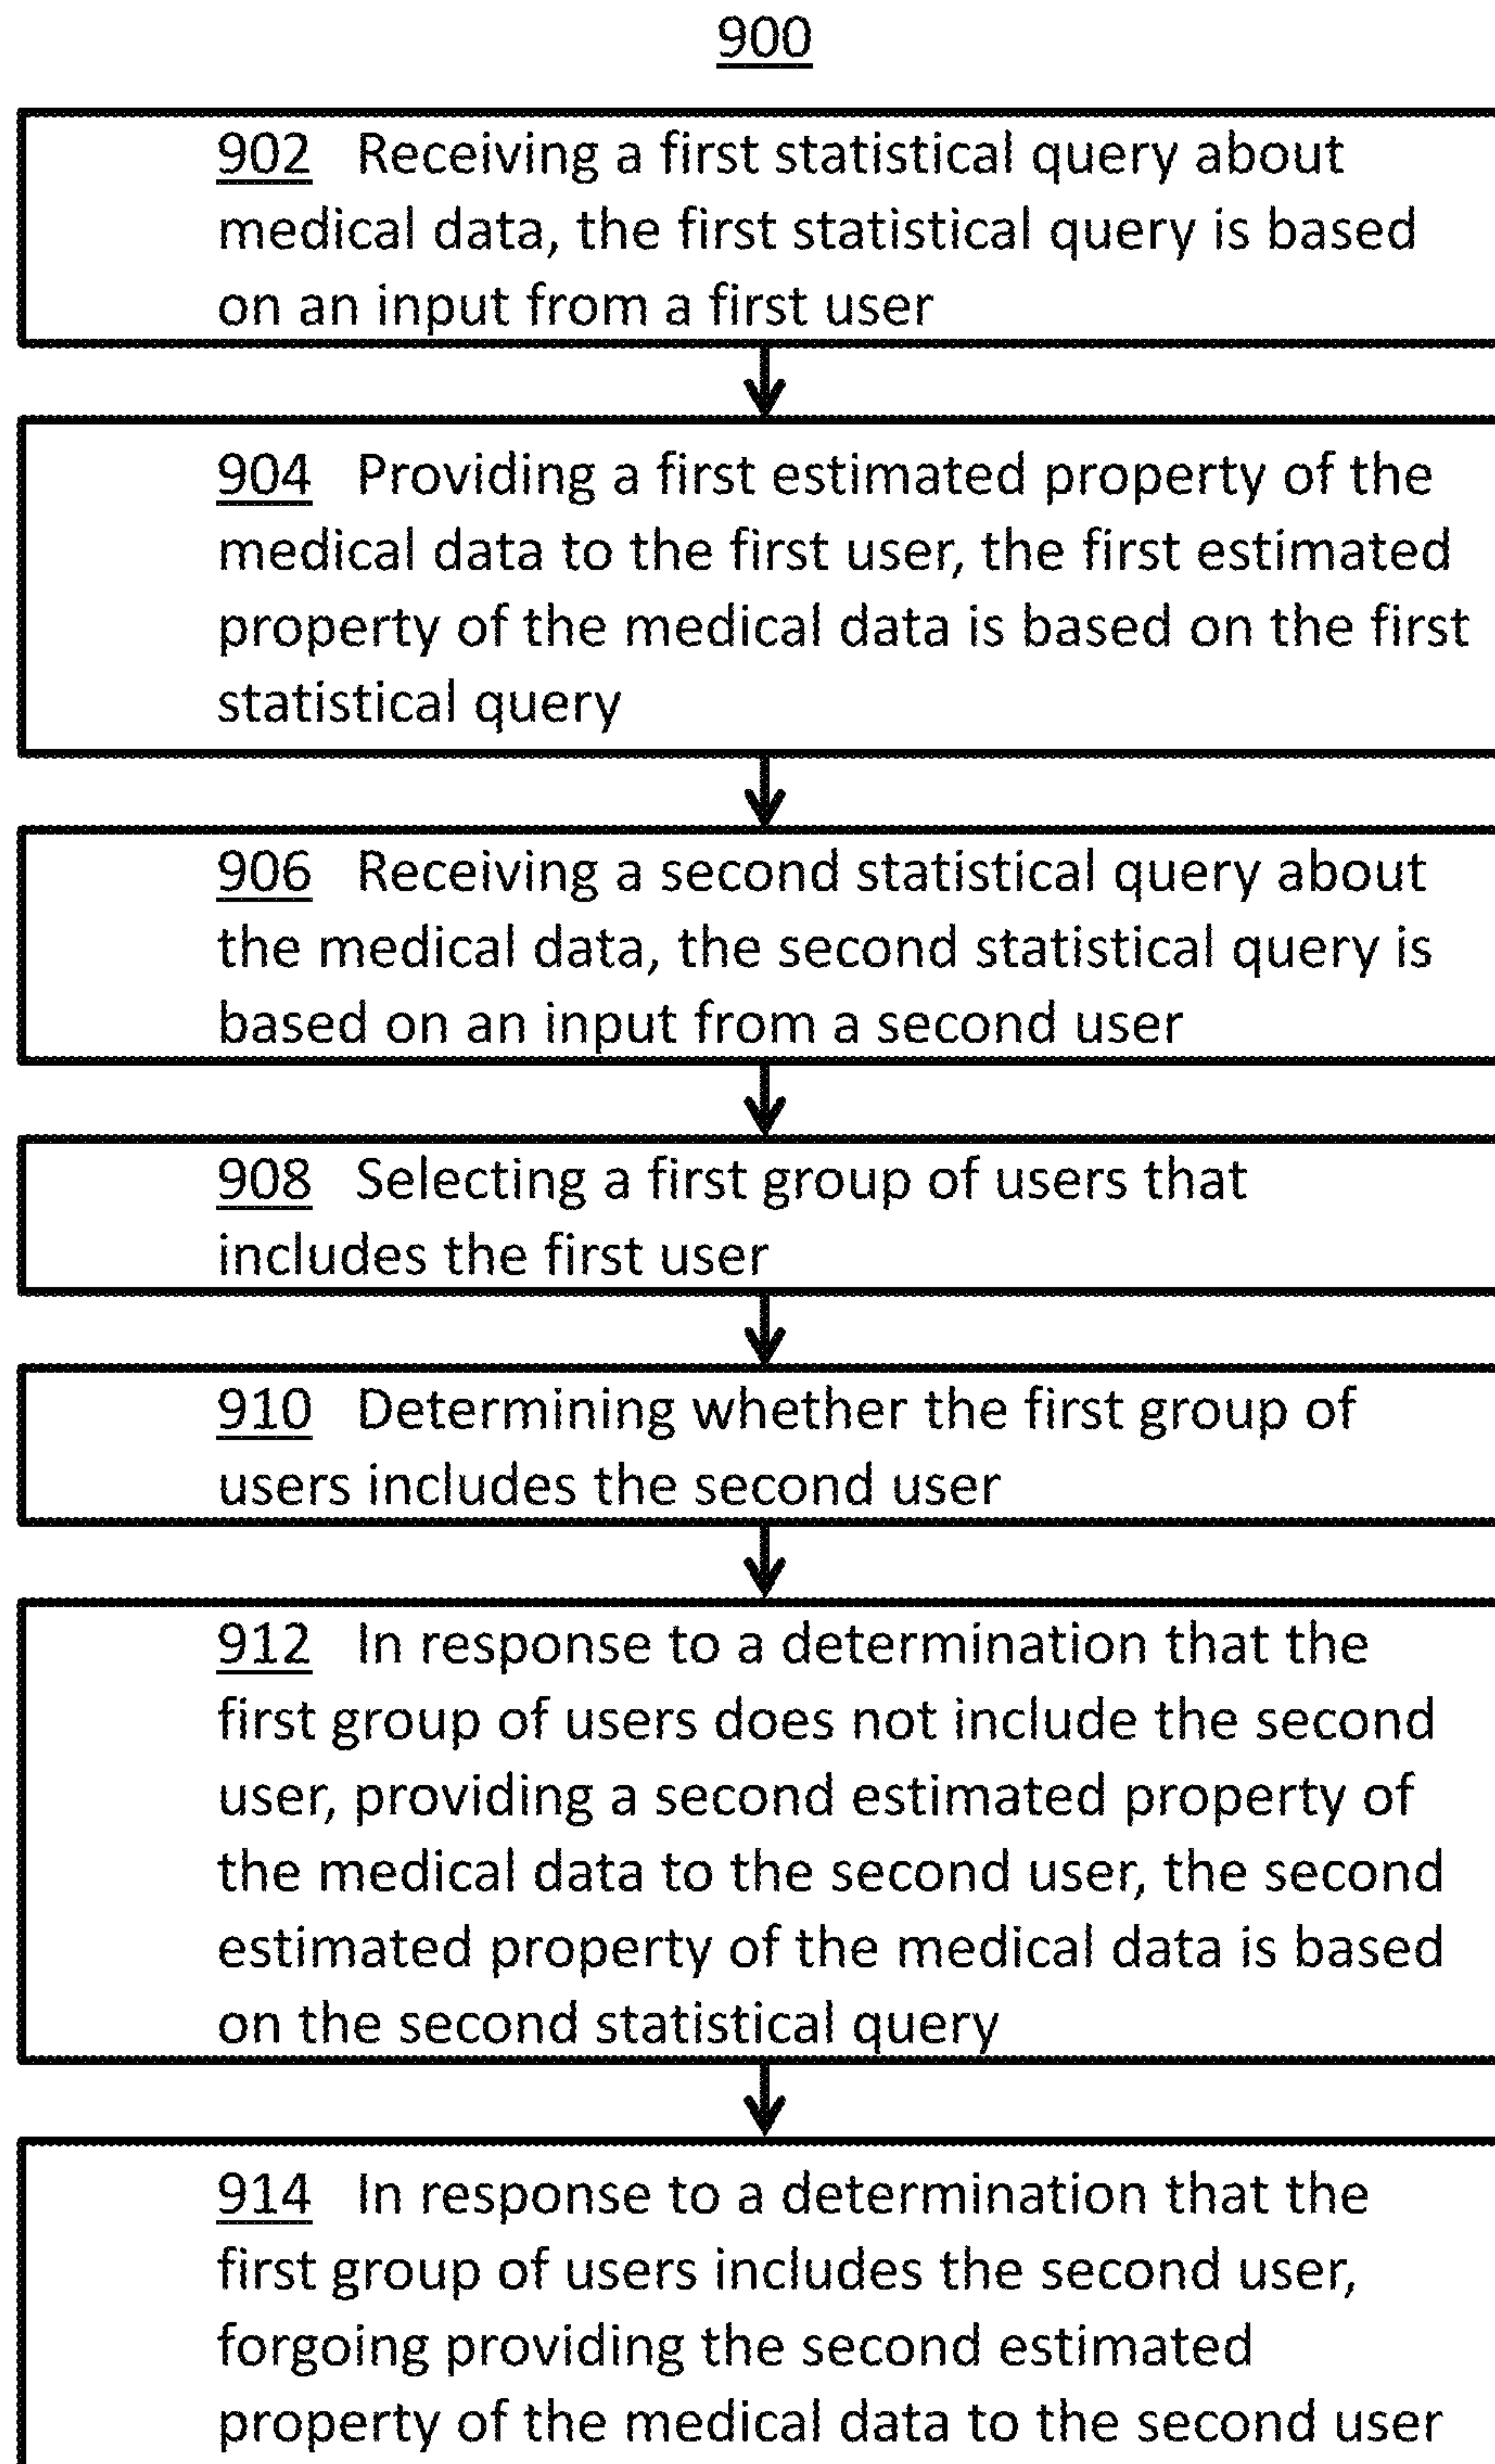 900
902 Receiving a first statistical query about
medical data, the first statistical query is based
on an input from a first user
904 Providing a first estimated property of the
medical data to the first user, the first estimated
property of the medical data is based on the first
statistical query
906 Receiving a second statistical query about
the medical data, the second statistical query is
based on an input from a second user
908 Selecting a first group of users that
includes the first user
910 Determining whether the first group of
users includes the second user
912 In response to a determination that the
first group of users does not include the second
user, providing a second estimated property of
the medical data to the second user, the second
estimated property of the medical data is based
on the second statistical query
914 In response to a determination that the
first group of users includes the second user,
forgoing providing the second estimated
property of the medical data to the second user